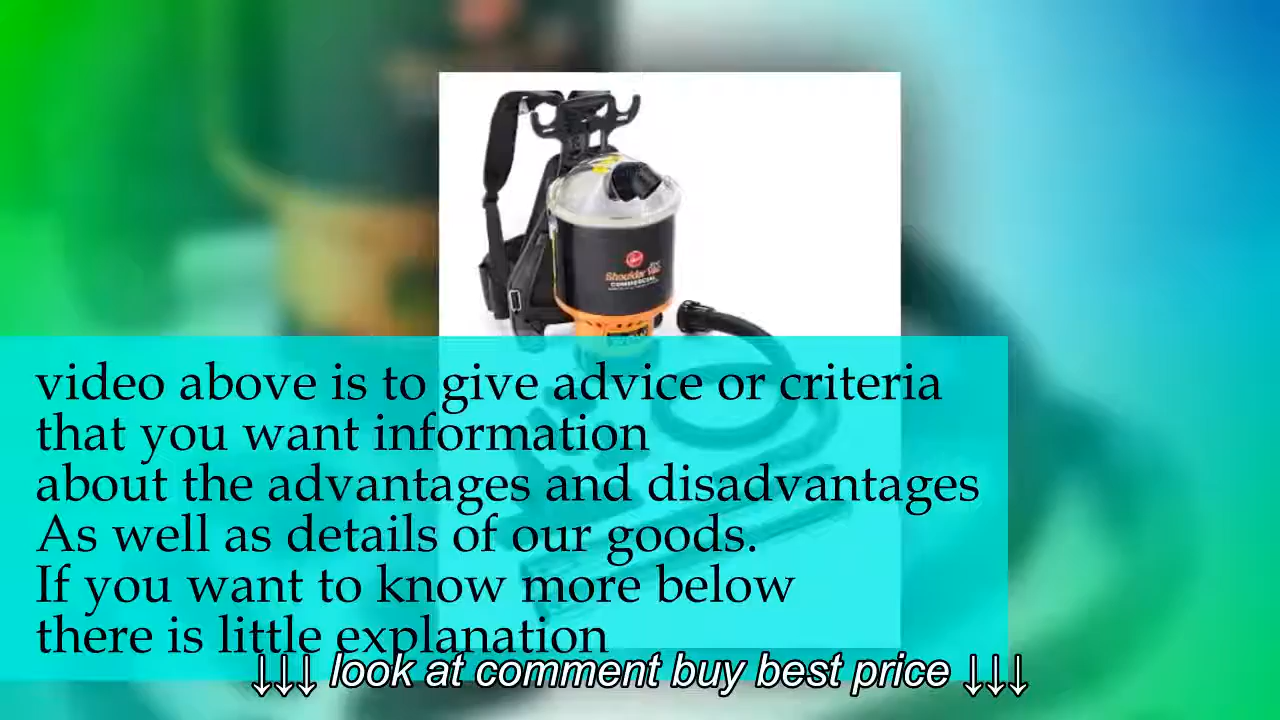 Shoulder Vac
COMMERCIAL
video above is to give advice or criteria
that you want information
about the advantages and disadvantages
As well as details of our goods.
If you want to know more below
there is little explanation
↓↓↓ look at comment buy best price ↓↓↓